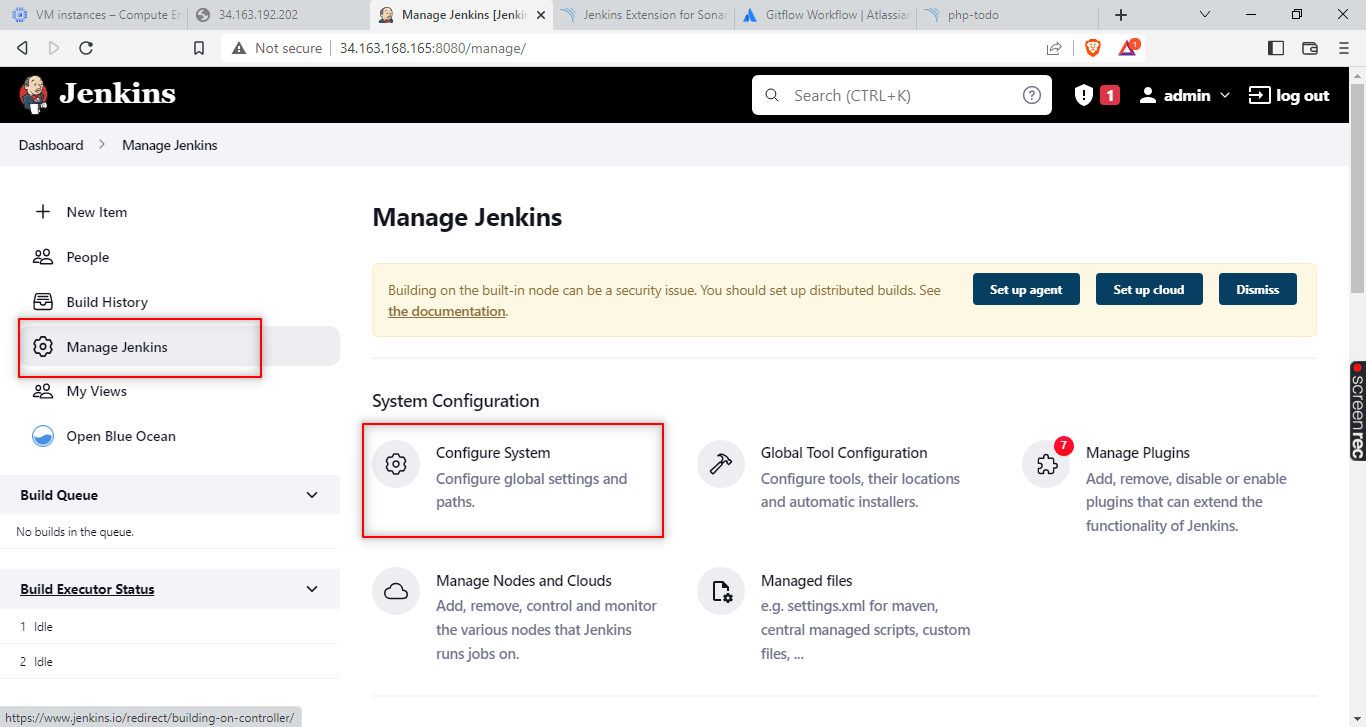 VM instances – Compute En
34.163.192.202
Manage Jenkins [Jenkin
Jenkins Extension for Sonar
Gitflow Workflow | Atlassian
php-todo
Not secure
34.163.168.165:8080/manage/
1
Jenkins
Search (CTRL+K)
?
1
admin
log out
Dashboard
Manage Jenkins
New Item
People
Build History
Manage Jenkins
My Views
Open Blue Ocean
Build Queue
No builds in the queue.
Build Executor Status
1 Idle
2 Idle
Manage Jenkins
Building on the built-in node can be a security issue. You should set up distributed builds. See
the documentation.
Set up agent
Set up cloud
Dismiss
System Configuration
Configure System
Configure global settings and
paths.
Global Tool Configuration
Configure tools, their locations
and automatic installers.
7
Manage Plugins
Add, remove, disable or enable
plugins that can extend the
functionality of Jenkins.
Manage Nodes and Clouds
Add, remove, control and monitor
the various nodes that Jenkins
runs jobs on.
Managed files
e.g. settings.xml for maven,
central managed scripts, custom
files, ...
screenrec
https://www.jenkins.io/redirect/building-on-controller/